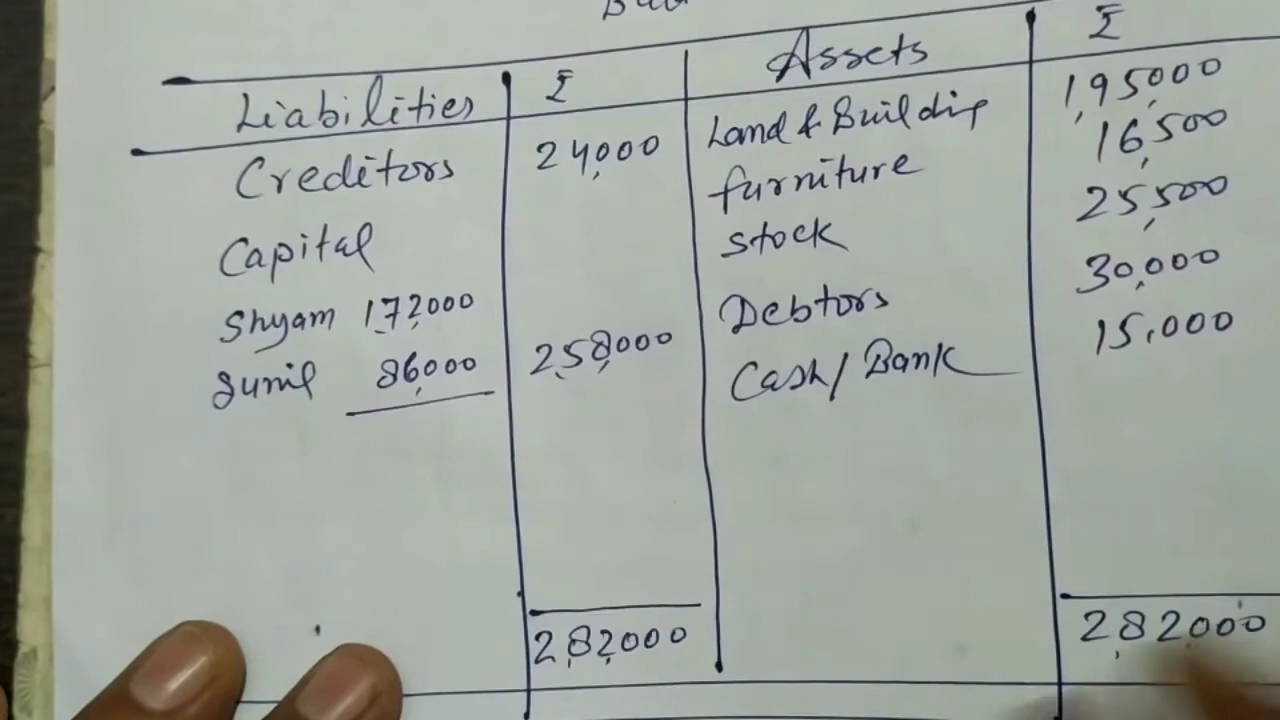 Liabilities ₹ Assets ₹
Creditors 24,000 Land & Building 1,95,000
Capital furniture 16,500
Shyam 1,72,000 Stock 25,500
Sunil 86,000 2,58,000 Debtors 30,000
Cash/Bank 15,000
2,82,000 2,82,000